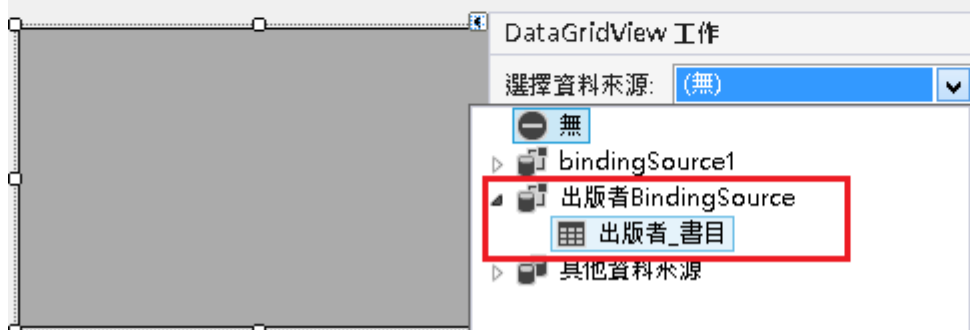 DataGridView 工作
選擇資料來源: (無)
無
bindingSource1
出版者BindingSource
出版者_書目
其他資料來源